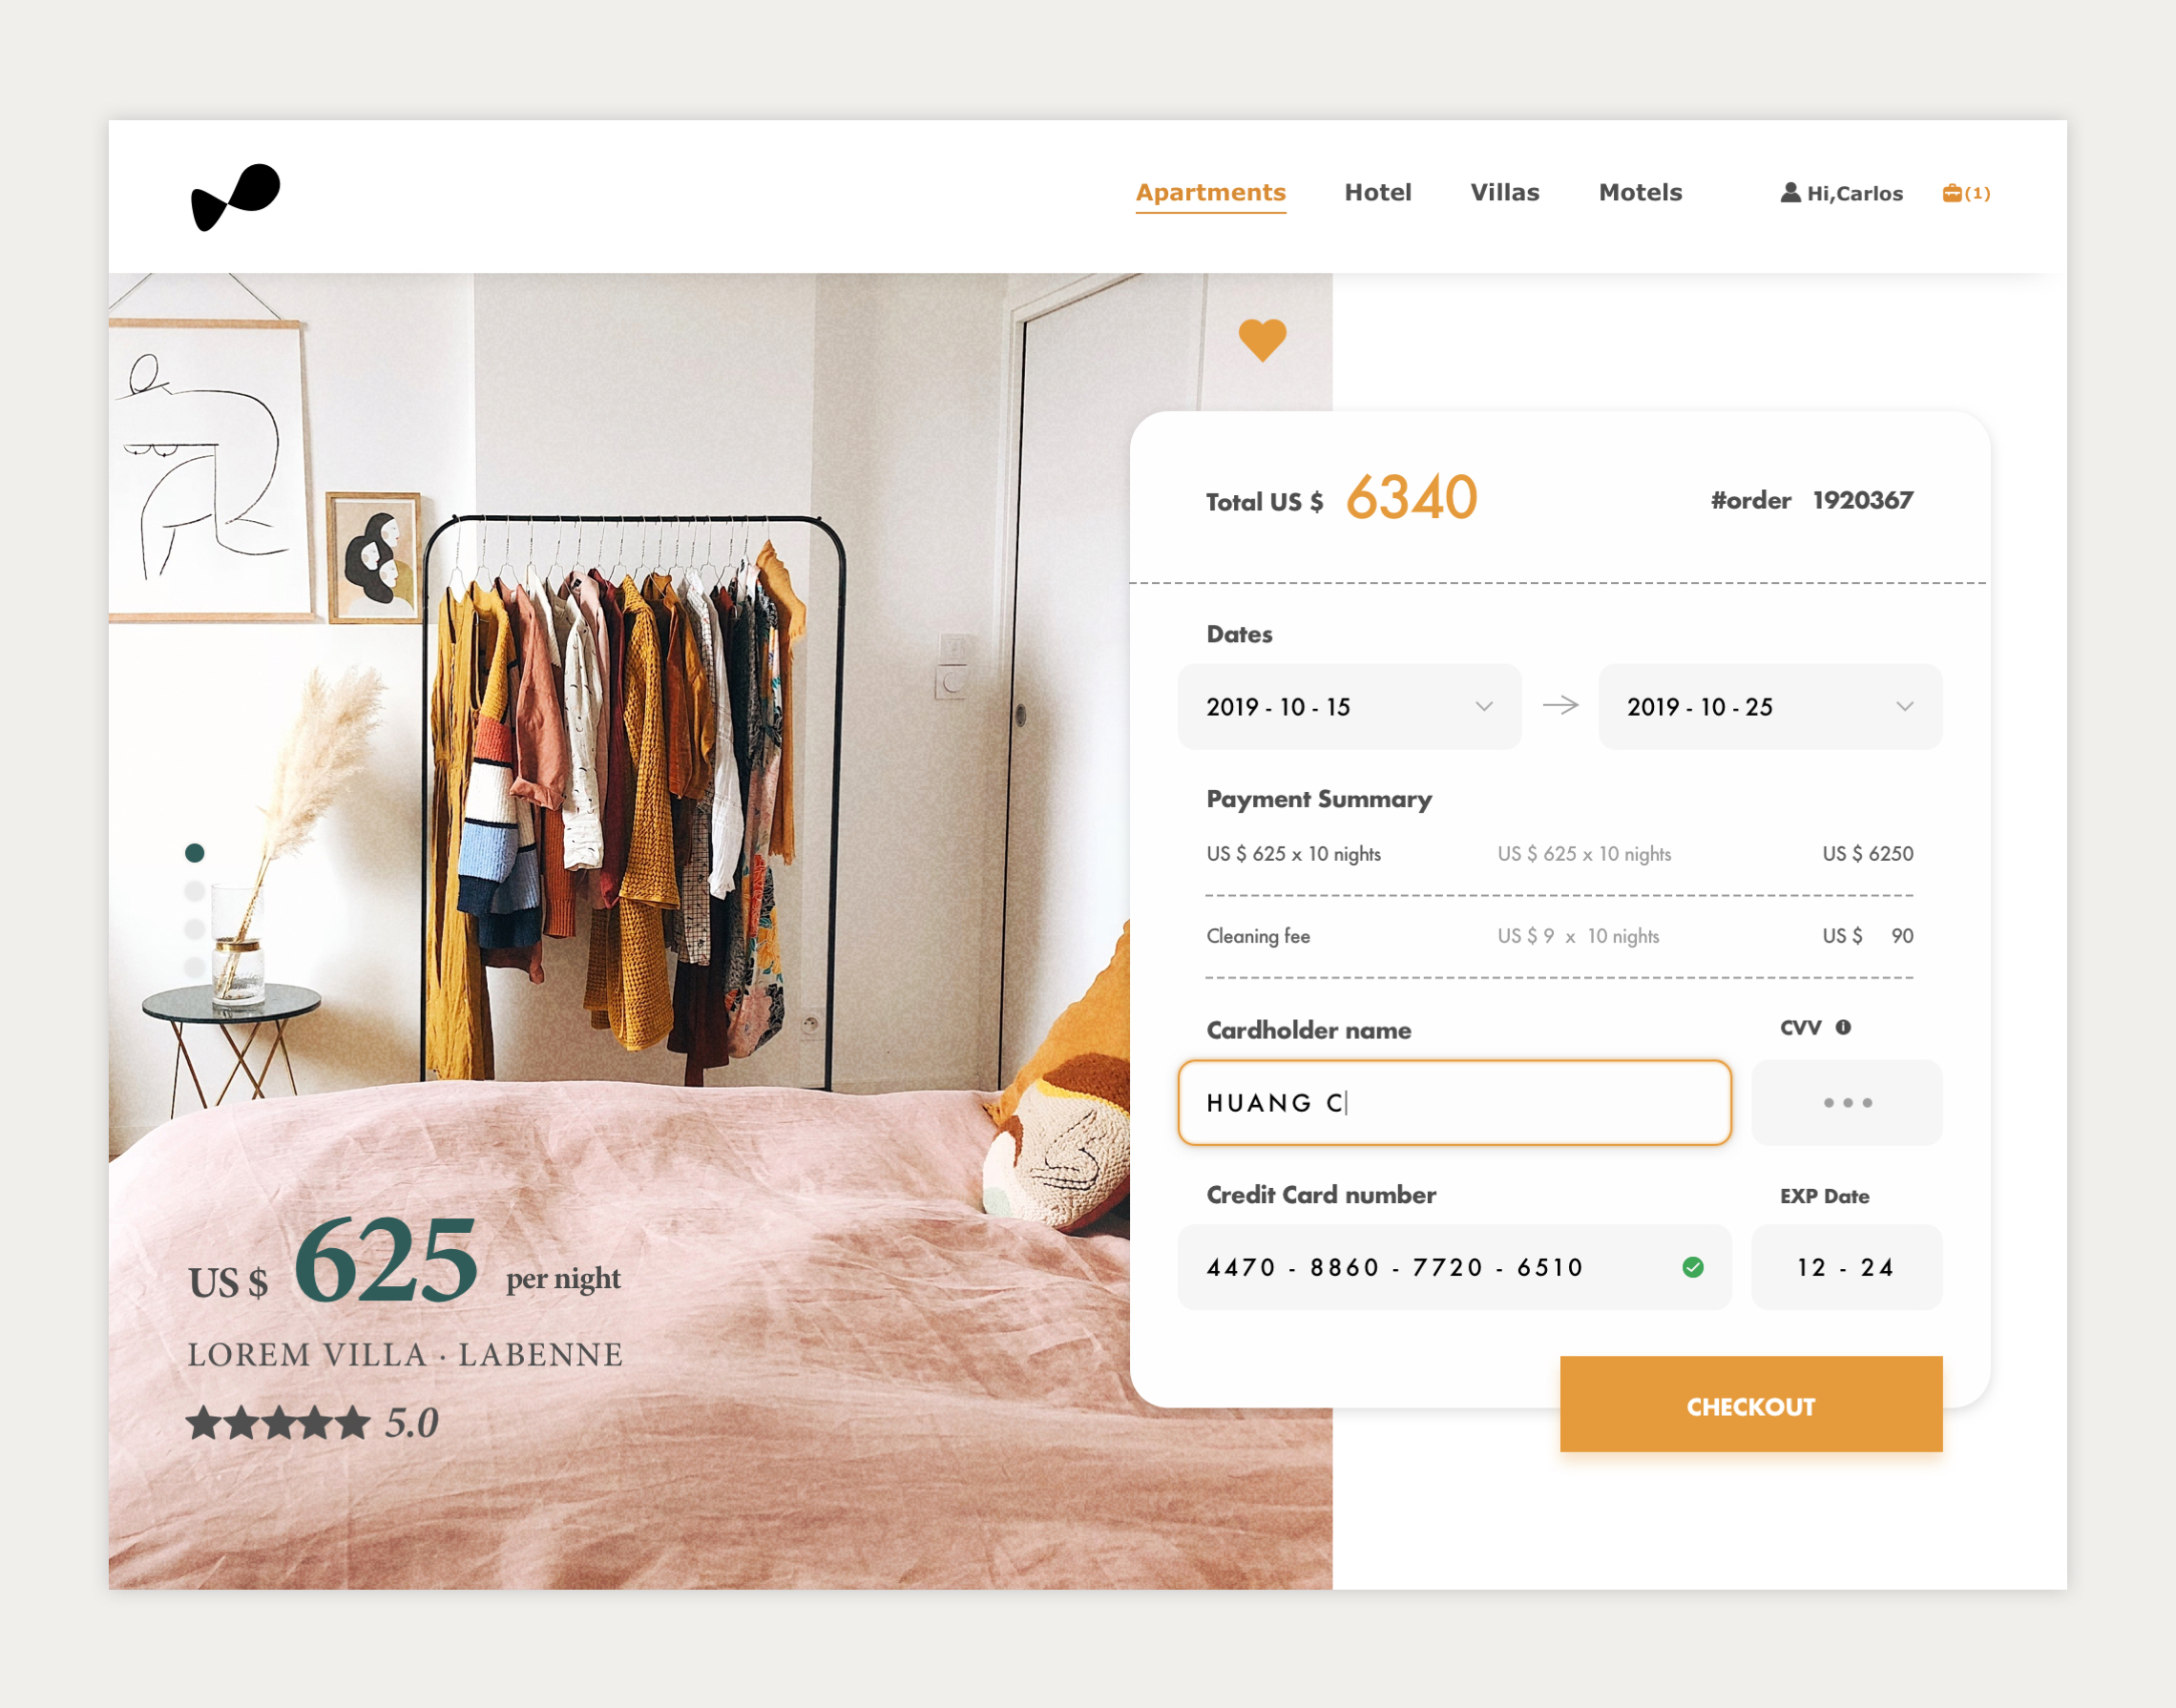 Apartments Hotel Villas Motels Hi,Carlos (1)
Total US $ 6340 #order 1920367
Dates
2019 - 10 - 15 2019 - 10 - 25
Payment Summary
US $ 625 x 10 nights US $ 625 x 10 nights US $ 6250
Cleaning fee US $ 9 x 10 nights US $ 90
Cardholder name CVV
HUANG C
Credit Card number EXP Date
4470 - 8860 - 7720 - 6510 12 - 24
CHECKOUT
US $ 625 per night
LOREM VILLA · LABENNE
5.0